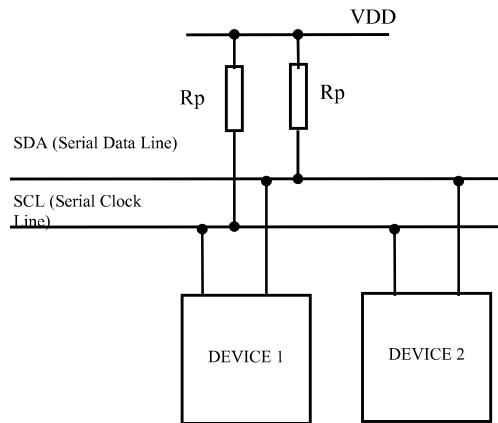 VDD
Rp
Rp
SDA (Serial Data Line)
SCL (Serial Clock
Line)
DEVICE 1
DEVICE 2